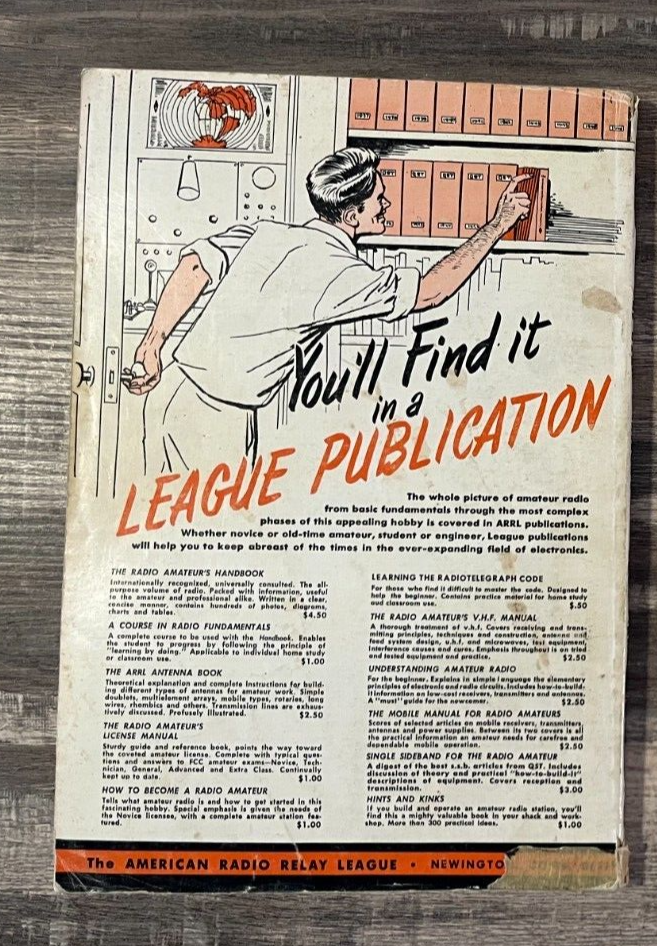 1937
QST QST QST QST
You'll Find it
in a
LEAGUE PUBLICATION
The whole picture of amateur radio
from basic fundamentals through the most complex
phases of this appealing hobby is covered in ARRL publications.
Whether novice or old-time amateur, student or engineer, League publications
will help you to keep abreast of the times in the ever-expanding field of electronics.
THE RADIO AMATEUR'S HANDBOOK
Internationally recognized, universally consulted. The all-
purpose volume of radio. Packed with information, useful
to the amateur and professional alike. Written in a clear,
concise manner, contains hundreds of photos, diagrams,
charts and tables. $4.50
A COURSE IN RADIO FUNDAMENTALS
A complete course to be used with the Handbook. Enables
the student to progress by following the principle of
"learning by doing." Applicable to individual home study
or classroom use. $1.00
THE ARRL ANTENNA BOOK
Theoretical explanation and complete instructions for build-
ing different types of antennas for amateur work. Simple
doublets, multielement arrays, mobile types, rotaries, long
wires, rhombics and others. Transmission lines are exhaus-
tively discussed. Profusely Illustrated. $2.50
THE RADIO AMATEUR'S
LICENSE MANUAL
Sturdy guide and reference book, points the way toward
the coveted amateur license. Complete with typical ques-
tions and answers to FCC amateur exams—Novice, Tech-
nician, General, Advanced and Extra Class. Continually
kept up to date. $1.00
HOW TO BECOME A RADIO AMATEUR
Tells what amateur radio is and how to get started in this
fascinating hobby. Special emphasis is given the needs of
the Novice licensee, with a complete amateur station fea-
tured. $1.00
LEARNING THE RADIOTELEGRAPH CODE
For those who find it difficult to master the code. Designed to
help the beginner. Contains practice material for home study
and classroom use. $.50
THE RADIO AMATEUR'S V.H.F. MANUAL
A thorough treatment of v.h.f. Covers receiving and trans-
mitting principles, techniques and construction, antenna and
feed system design, u.h.f. and microwaves, test equipment.
Interference causes and cures. Emphasis throughout is on tried
and tested equipment and practice. $2.50
UNDERSTANDING AMATEUR RADIO
For the beginner. Explains in simple language the elementary
principles of electronic and radio circuits. Includes how-to-build-
it information on low-cost receivers, transmitters and antennas.
A "must" guide for the newcomer. $2.50
THE MOBILE MANUAL FOR RADIO AMATEURS
Scores of selected articles on mobile receivers, transmitters,
antennas and power supplies. Between its two covers is all
the practical information an amateur needs for carefree and
dependable mobile operation. $2.50
SINGLE SIDEBAND FOR THE RADIO AMATEUR
A digest of the best s.s.b. articles from QST. Includes
discussion of theory and practical "how-to-build-it"
descriptions of equipment. Covers reception and
transmission. $3.00
HINTS AND KINKS
If you build and operate an amateur radio station, you'll
find this a mighty valuable book in your shack and work-
shop. More than 300 practical ideas. $1.00
The AMERICAN RADIO RELAY LEAGUE • NEWINGTO